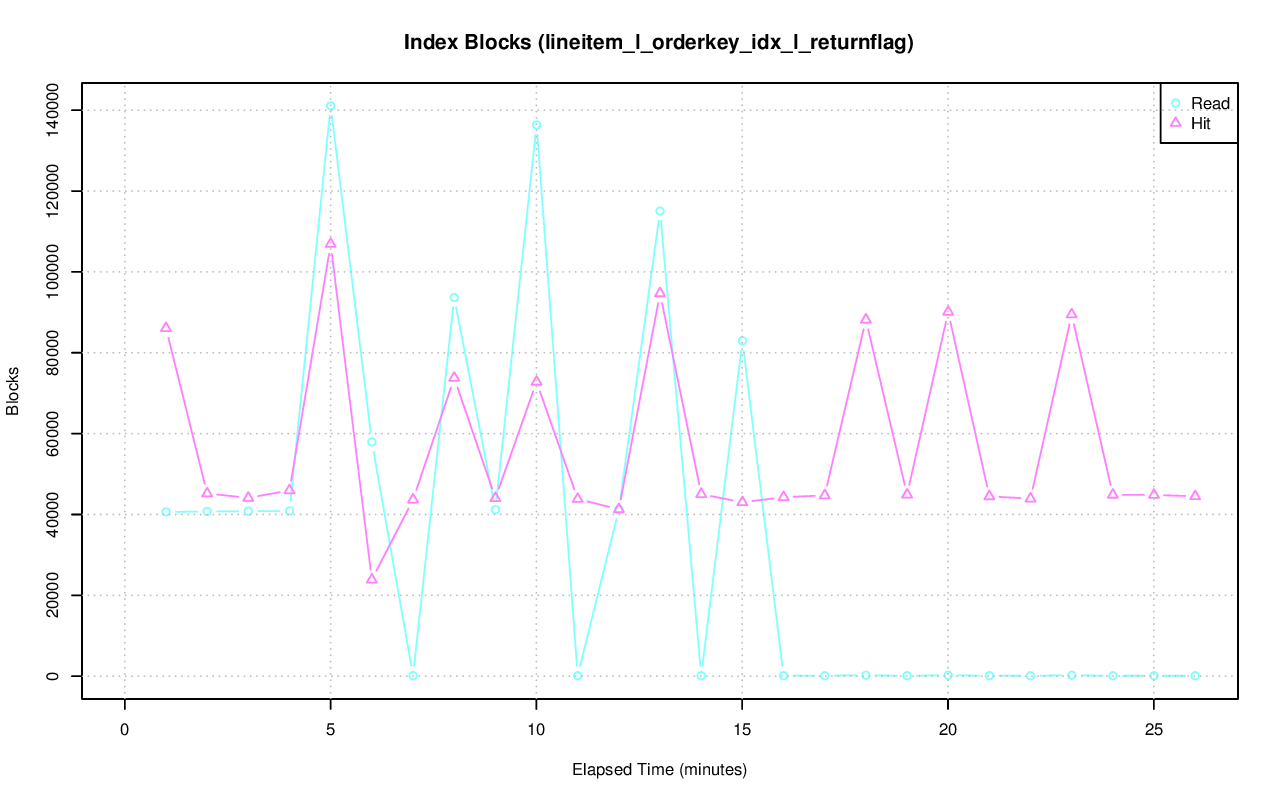 Index Blocks (lineitem_l_orderkey_idx_l_returnflag)
Read
Hit
140000
120000
100000
80000
60000
40000
20000
0
Blocks
0 5 10 15 20 25
Elapsed Time (minutes)